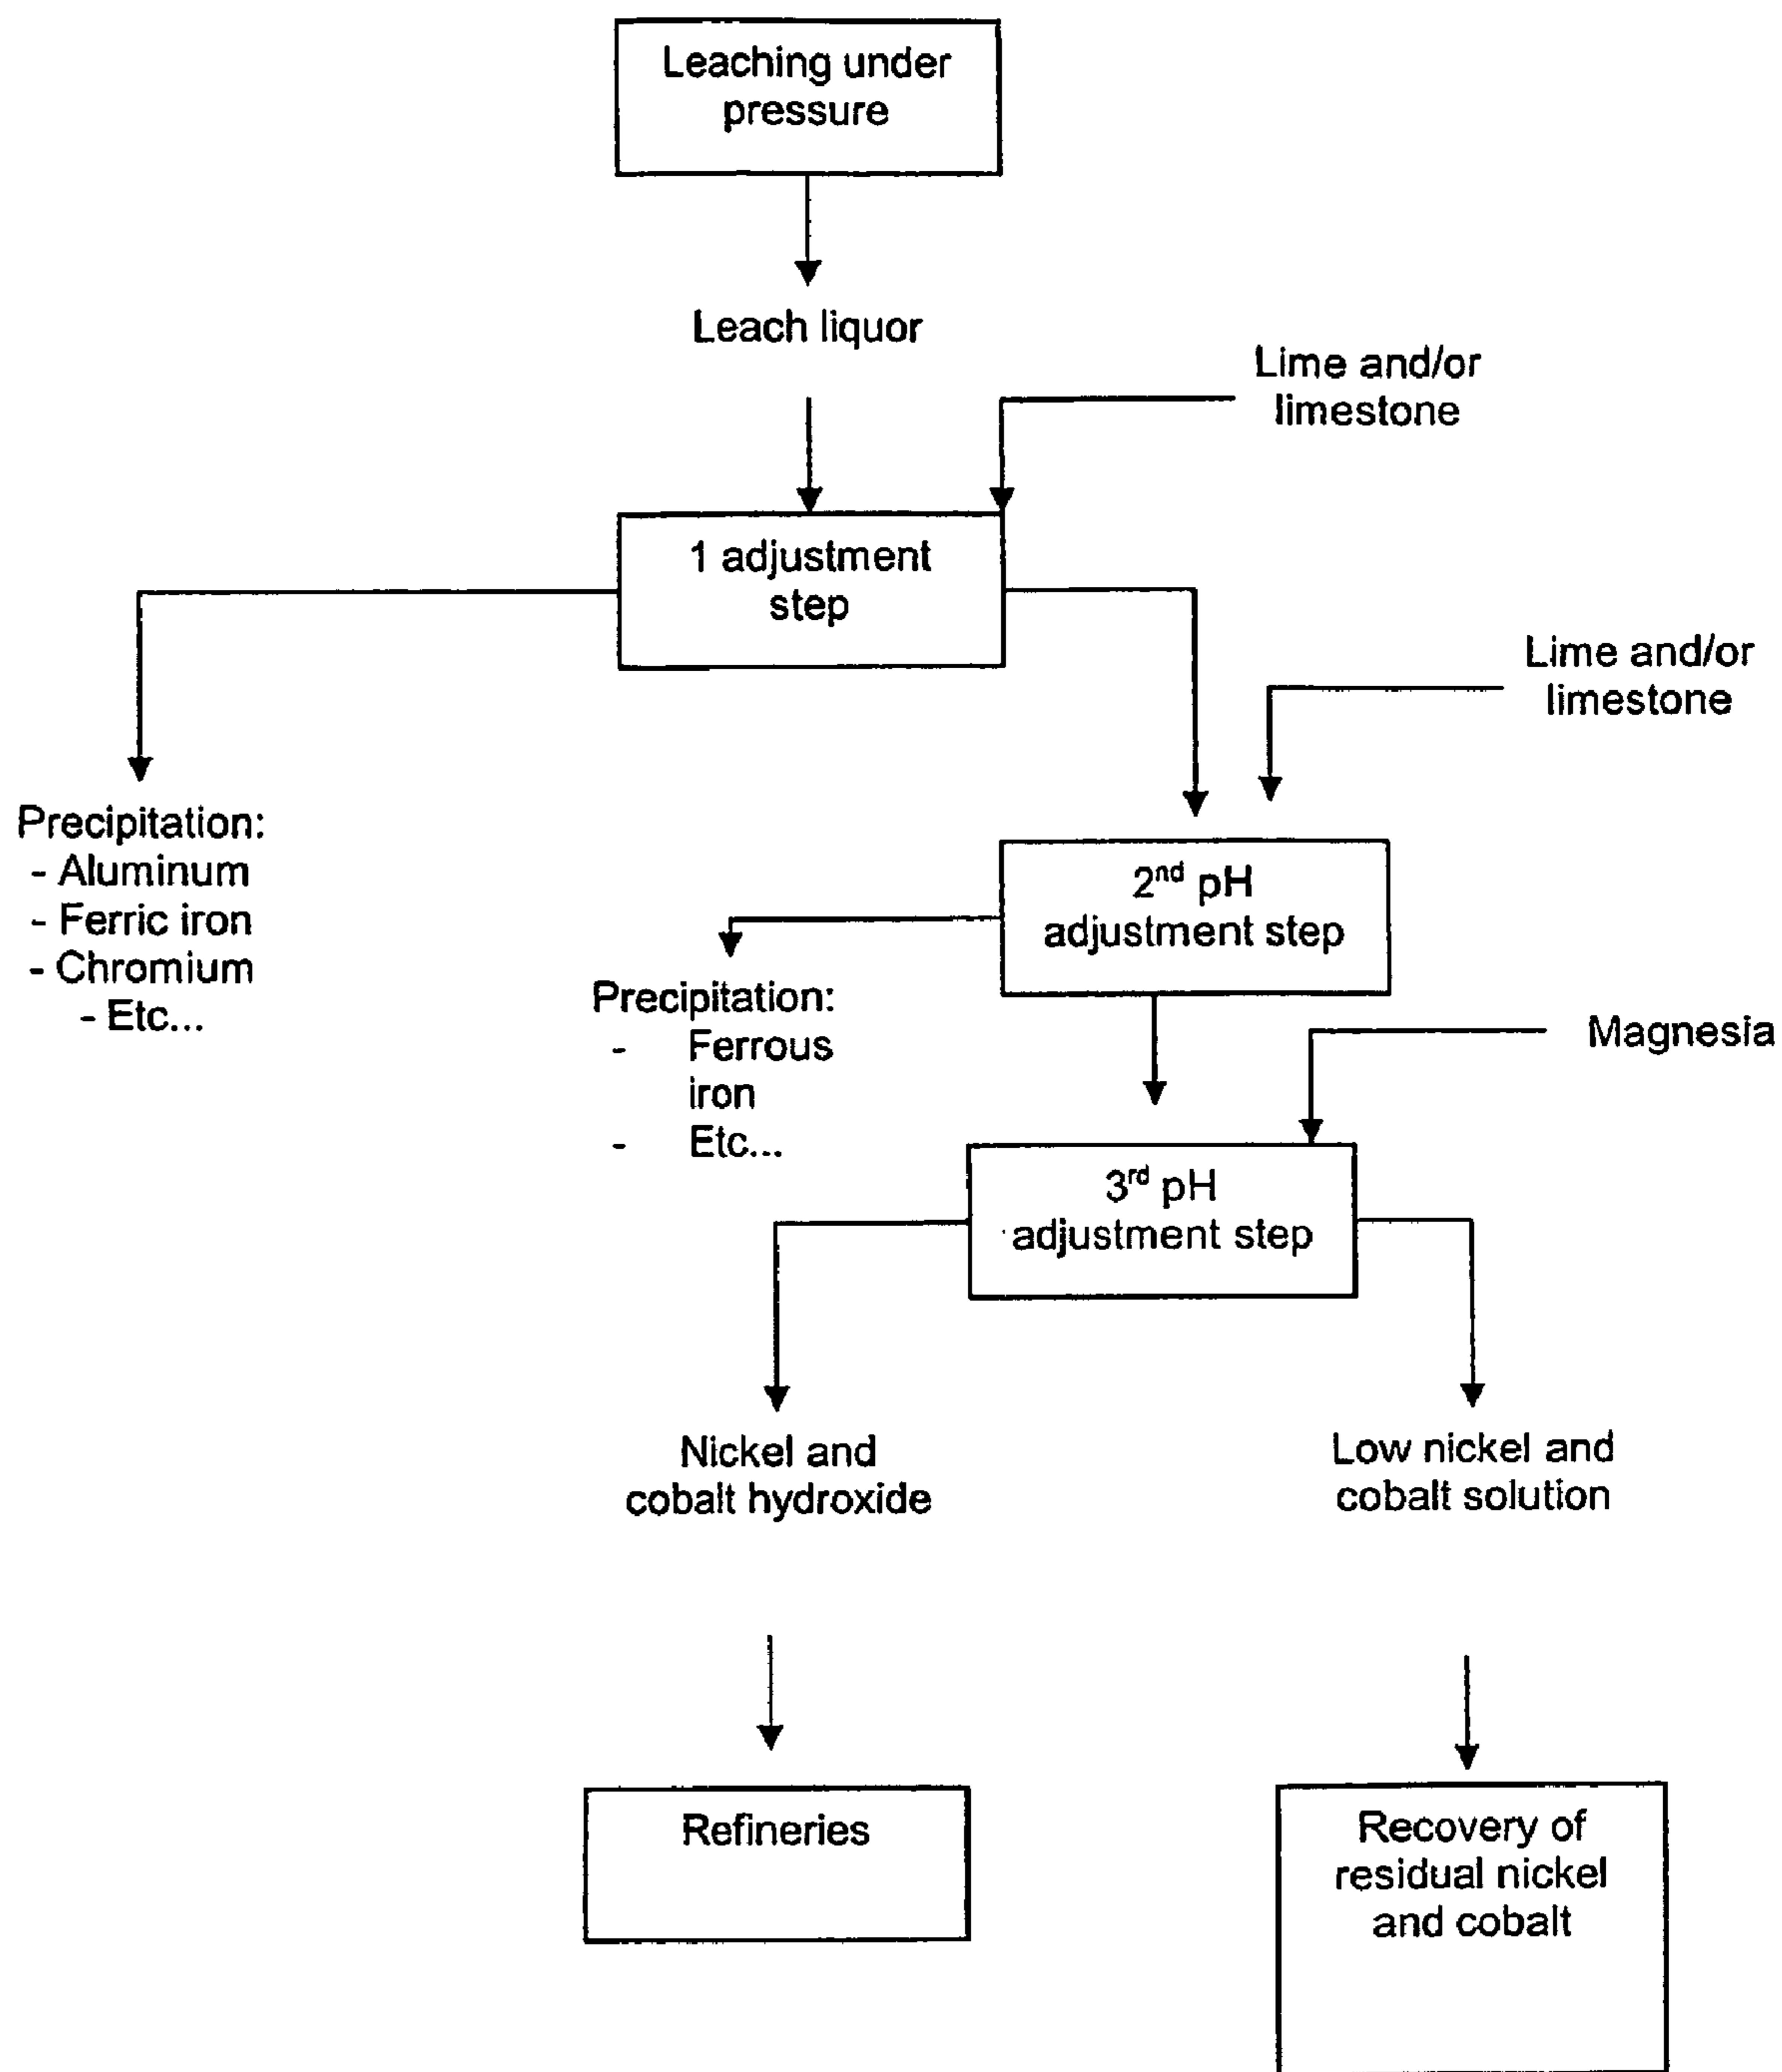 Leaching under
pressure
Leach liquor
Lime and/or
limestone
1 adjustment
step
Lime and/or
limestone
Precipitation:
- Aluminum
- Ferric iron
- Chromium
- Etc...
2nd pH
adjustment step
Precipitation:
- Ferrous
iron
- Etc...
Magnesia
3rd pH
adjustment step
Nickel and
cobalt hydroxide
Low nickel and
cobalt solution
Refineries
Recovery of
residual nickel
and cobalt